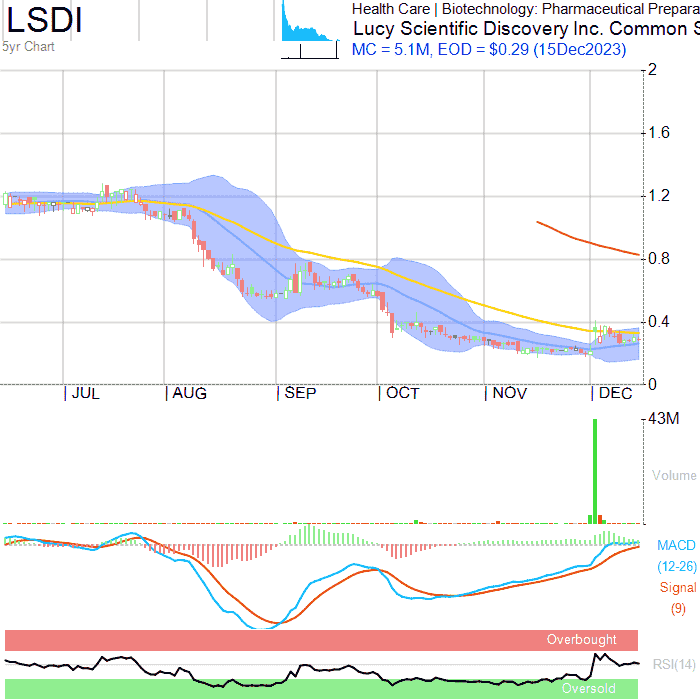 LSDI
5yr Chart
Health Care | Biotechnology: Pharmaceutical Prepara
Lucy Scientific Discovery Inc. Common S
MC = 5.1M, EOD = $0.29 (15Dec2023)
2
1.6
1.2
0.8
0.4
0
JUL AUG SEP OCT NOV DEC
43M
Volume
MACD
(12-26)
Signal
(9)
Overbought
RSI(14)
Oversold